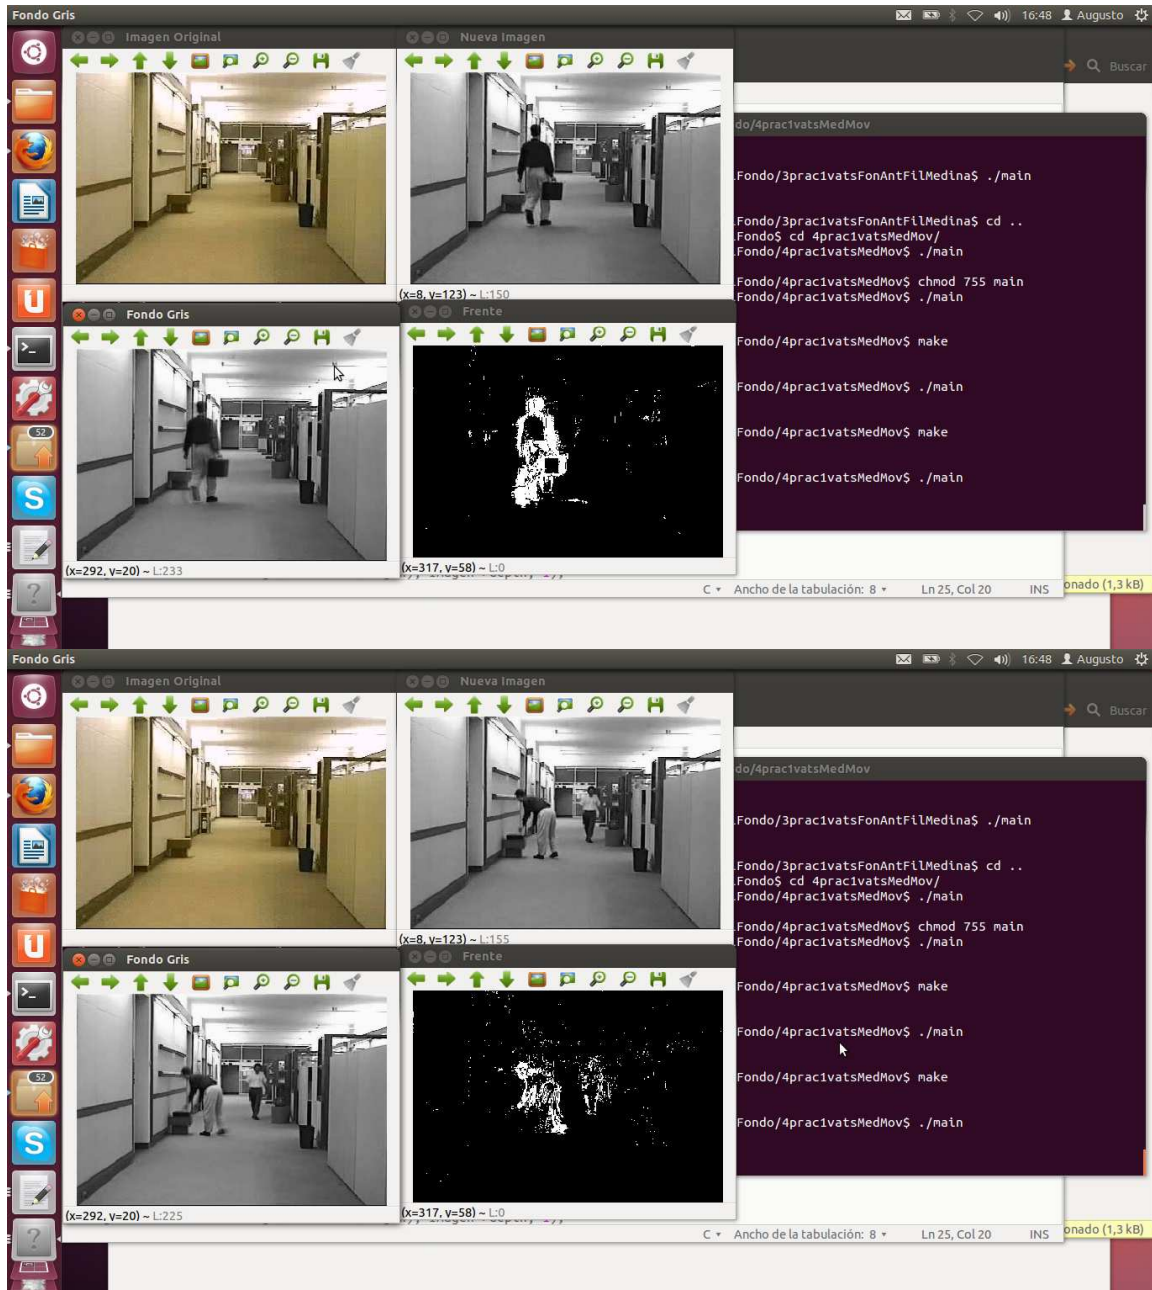 Fondo Gris
16:48 Augusto
Imagen Original
Nueva Imagen
Buscar
do/4prac1vatsMedMov
.Fondo/3prac1vatsFonAntFilMedina$ ./main
.Fondo/3prac1vatsFonAntFilMedina$ cd ..
.Fondo$ cd 4prac1vatsMedMov/
.Fondo/4prac1vatsMedMov$ ./main
.Fondo/4prac1vatsMedMov$ chmod 755 main
.Fondo/4prac1vatsMedMov$ ./main
(x=8, y=123) ~ L:150
Fondo Gris
Frente
Fondo/4prac1vatsMedMov$ make
Fondo/4prac1vatsMedMov$ ./main
Fondo/4prac1vatsMedMov$ make
Fondo/4prac1vatsMedMov$ ./main
52
(x=292, y=20) ~ L:233
(x=317, y=58) ~ L:0
C Ancho de la tabulación: 8 Ln 25, Col 20 INS
onado (1,3 kB)
Fondo Gris
16:48 Augusto
Imagen Original
Nueva Imagen
Buscar
do/4prac1vatsMedMov
.Fondo/3prac1vatsFonAntFilMedina$ ./main
.Fondo/3prac1vatsFonAntFilMedina$ cd ..
.Fondo$ cd 4prac1vatsMedMov/
.Fondo/4prac1vatsMedMov$ ./main
.Fondo/4prac1vatsMedMov$ chmod 755 main
.Fondo/4prac1vatsMedMov$ ./main
(x=8, y=123) ~ L:155
Fondo Gris
Frente
Fondo/4prac1vatsMedMov$ make
Fondo/4prac1vatsMedMov$ ./main
Fondo/4prac1vatsMedMov$ make
Fondo/4prac1vatsMedMov$ ./main
52
(x=292, y=20) ~ L:225
(x=317, y=58) ~ L:0
C Ancho de la tabulación: 8 Ln 25, Col 20 INS
onado (1,3 kB)